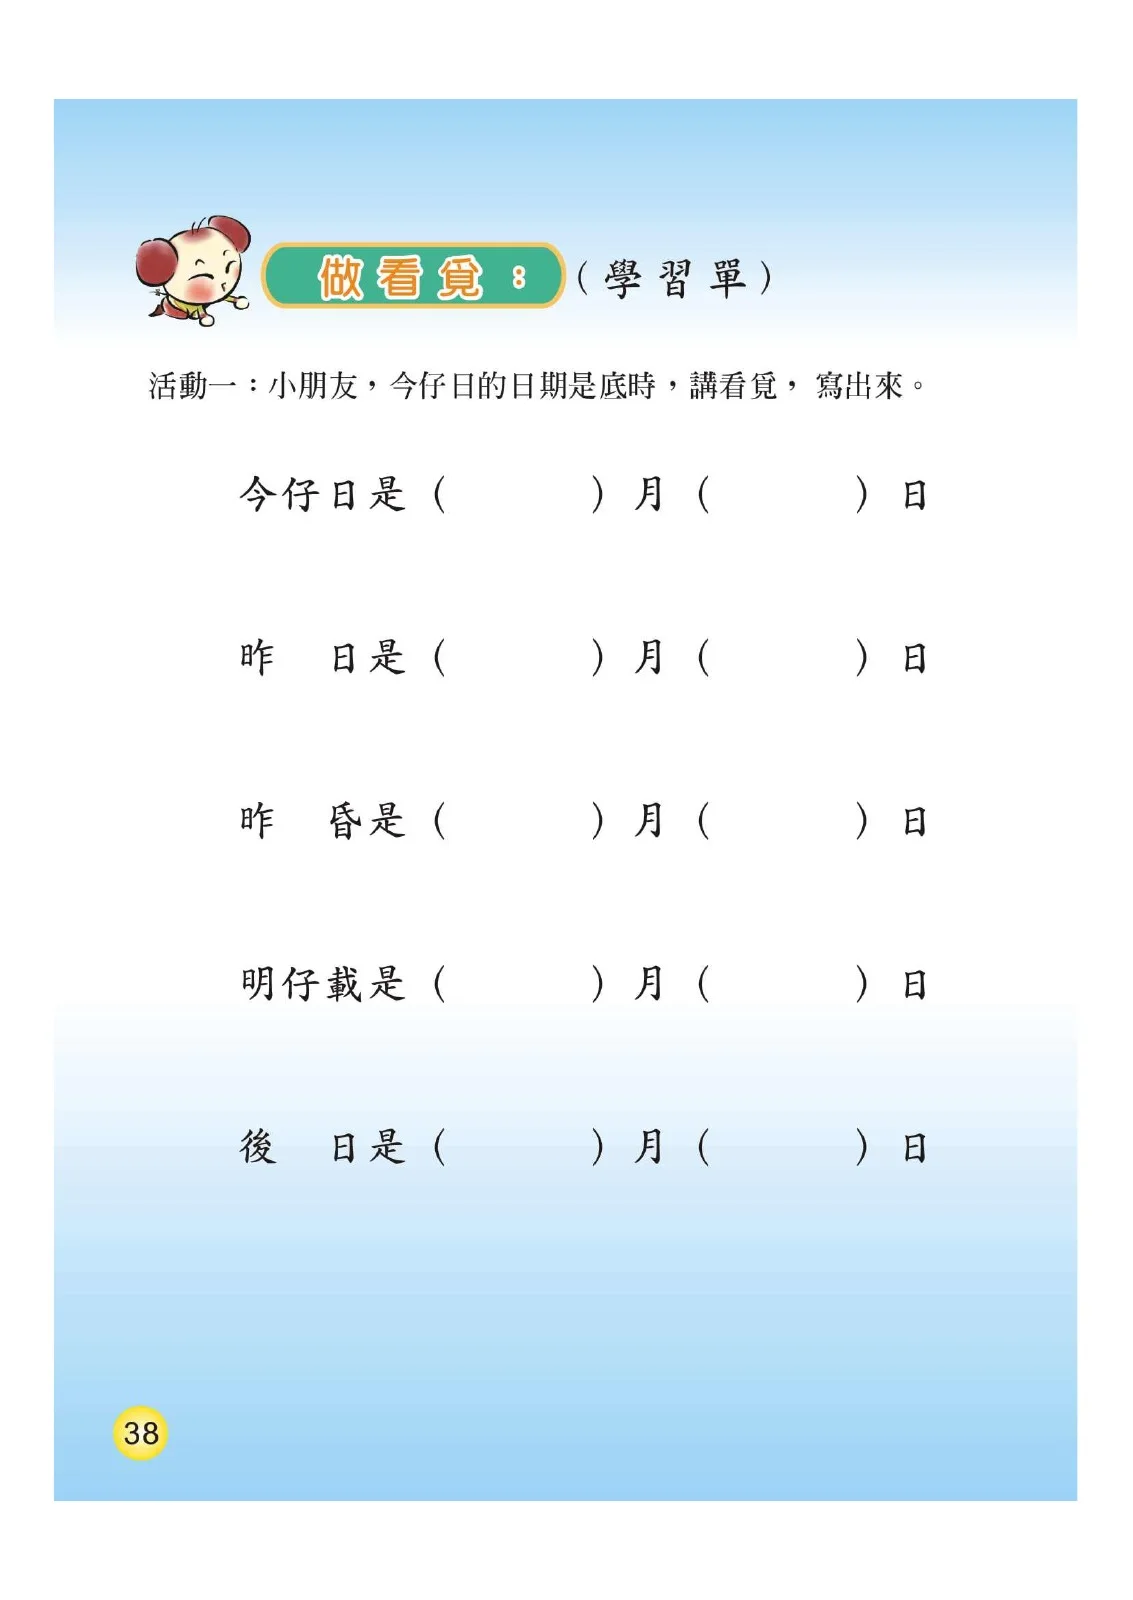 做看覓：（學習單）
活動一：小朋友，今仔日的日期是底時，講看覓，寫出來。
今仔日是（　　　）月（　　　）日
昨　日是（　　　）月（　　　）日
昨　昏是（　　　）月（　　　）日
明仔載是（　　　）月（　　　）日
後　日是（　　　）月（　　　）日
38